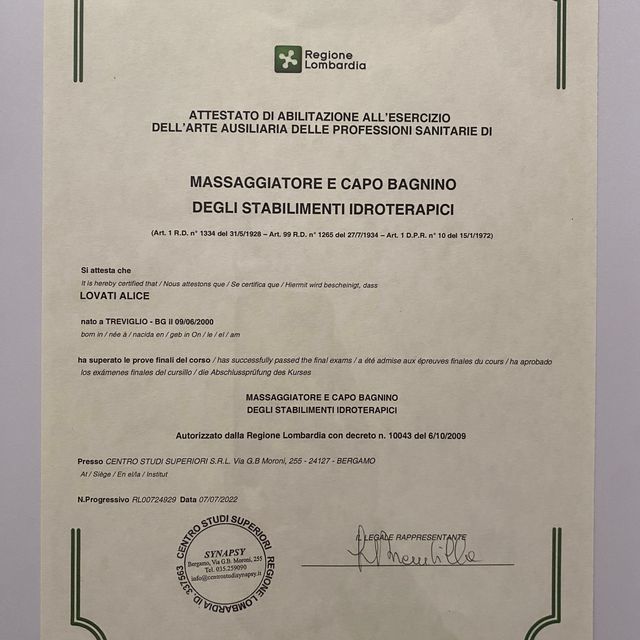 Regione
Lombardia
ATTESTATO DI ABILITAZIONE ALL'ESERCIZIO
DELL'ARTE AUSILIARIA DELLE PROFESSIONI SANITARIE DI
MASSAGGIATORE E CAPO BAGNINO
DEGLI STABILIMENTI IDROTERAPICI
(Art. 1 R.D. n° 1334 del 31/5/1928 – Art. 99 R.D. n° 1265 del 27/7/1934 – Art. 1 D.P.R. n° 10 del 15/1/1972)
Si attesta che
It is hereby certified that / Nous attestons que / Se certifica que / Hiermit wird bescheinigt, dass
LOVATI ALICE
nato a TREVIGLIO - BG il 09/06/2000
born in / née à / nacida en / geb in On / le / el / am
ha superato le prove finali del corso / has successfully passed the final exams / a été admise aux épreuves finales du cours / ha aprobado
los exámenes finales del cursillo / die Abschlussprüfung des Kurses
MASSAGGIATORE E CAPO BAGNINO
DEGLI STABILIMENTI IDROTERAPICI
Autorizzato dalla Regione Lombardia con decreto n. 10043 del 6/10/2009
Presso CENTRO STUDI SUPERIORI S.R.L. Via G.B Moroni, 255 - 24127 - BERGAMO
At / Siège / En el/la / Institut
N.Progressivo RL00724929 Data 07/07/2022
CENTRO STUDI SUPERIORI
REGIONE LOMBARDIA ID. 337563
SYNAPSY
Bergamo, Via G.B. Moroni, 255
Tel. 035.259090
info@centrostudisynapsy.it
IL LEGALE RAPPRESENTANTE